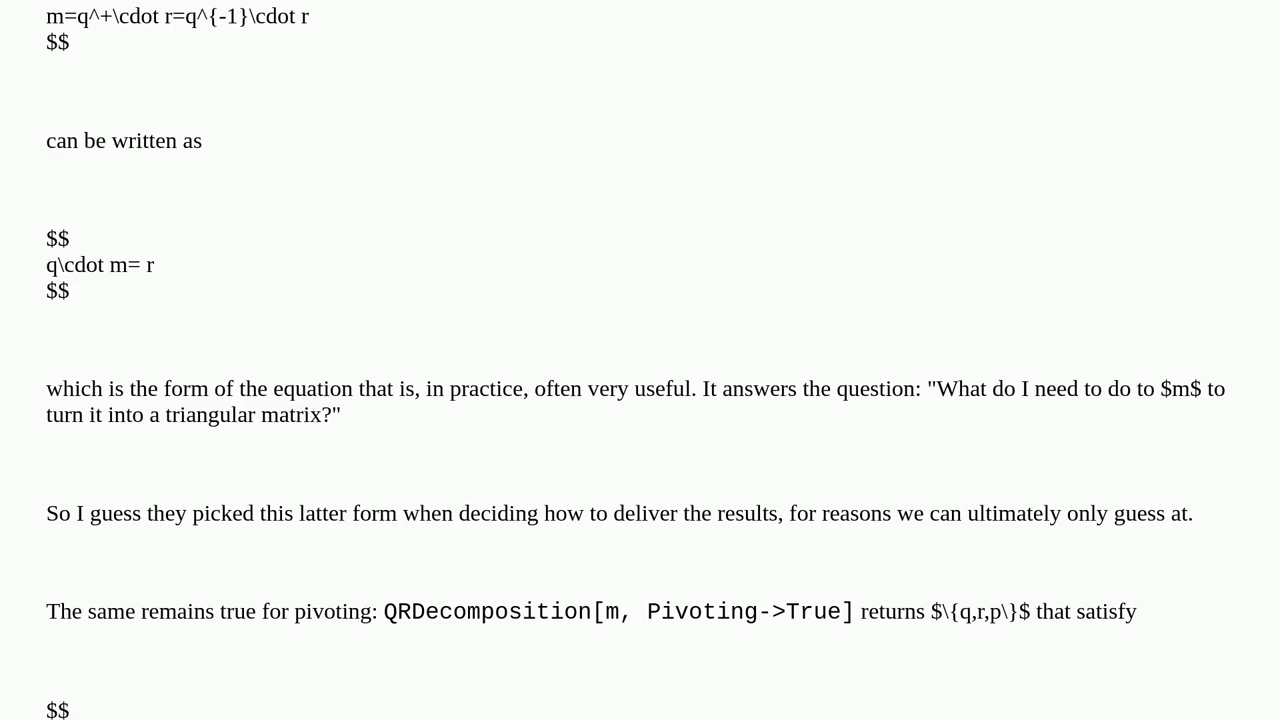 m=q^+\cdot r=q^{-1}\cdot r
$$
can be written as
$$
q\cdot m= r
$$
which is the form of the equation that is, in practice, often very useful. It answers the question: "What do I need to do to $m$ to
turn it into a triangular matrix?"
So I guess they picked this latter form when deciding how to deliver the results, for reasons we can ultimately only guess at.
The same remains true for pivoting: QRDecomposition[m, Pivoting->True] returns $\{q,r,p\}$ that satisfy
$$